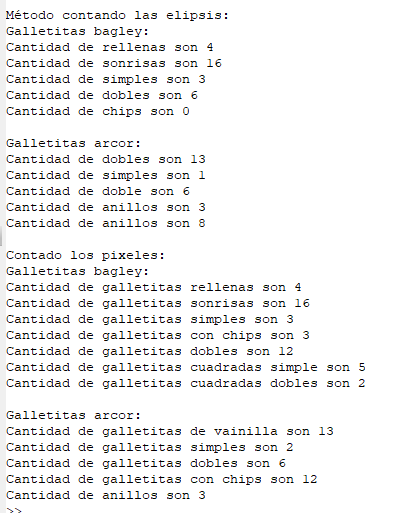 Método contando las elipsis:
Galletitas bagley:
Cantidad de rellenas son 4
Cantidad de sonrisas son 16
Cantidad de simples son 3
Cantidad de dobles son 6
Cantidad de chips son 0
Galletitas arcor:
Cantidad de dobles son 13
Cantidad de simples son 1
Cantidad de doble son 6
Cantidad de anillos son 3
Cantidad de anillos son 8
Contado los pixeles:
Galletitas bagley:
Cantidad de galletitas rellenas son 4
Cantidad de galletitas sonrisas son 16
Cantidad de galletitas simples son 3
Cantidad de galletitas con chips son 3
Cantidad de galletitas dobles son 12
Cantidad de galletitas cuadradas simple son 5
Cantidad de galletitas cuadradas dobles son 2
Galletitas arcor:
Cantidad de galletitas de vainilla son 13
Cantidad de galletitas simples son 2
Cantidad de galletitas dobles son 6
Cantidad de galletitas con chips son 12
Cantidad de anillos son 3
>>